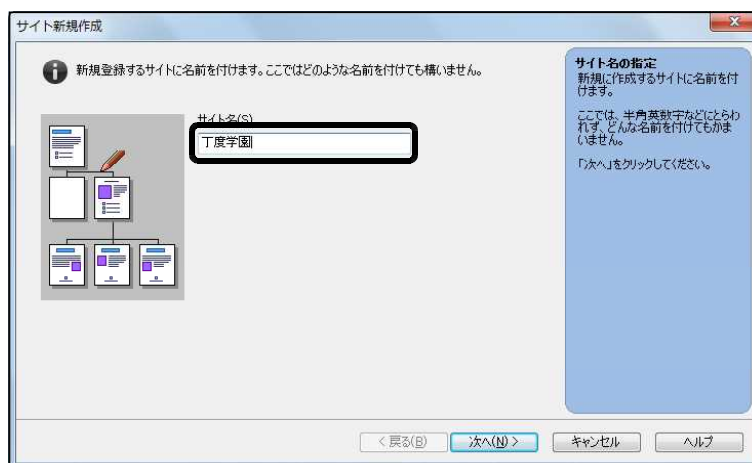 サイト新規作成
新規登録するサイトに名前を付けます。ここではどのような名前を付けても構いません。
サイト名(S)
丁度学園
サイト名の指定
新規に作成するサイトに名前を付
けます。
ここでは、半角英数字などにとらわ
れず、どんな名前を付けてもかま
いません。
「次へ」をクリックしてください。
< 戻る(B)
次へ(N) >
キャンセル
ヘルプ